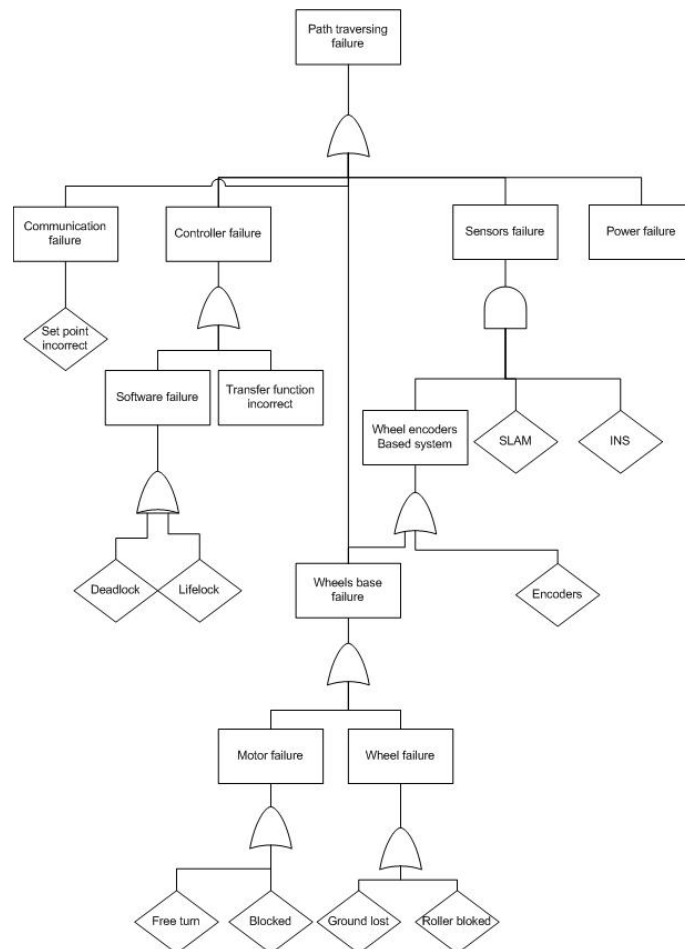 Path traversing
failure
Communication
failure
Controller failure
Sensors failure
Power failure
Set point
incorrect
Software failure
Transfer function
incorrect
Wheel encoders
Based system
SLAM
INS
Deadlock
Lifelock
Wheels base
failure
Encoders
Motor failure
Wheel failure
Free turn
Blocked
Ground lost
Roller bloked